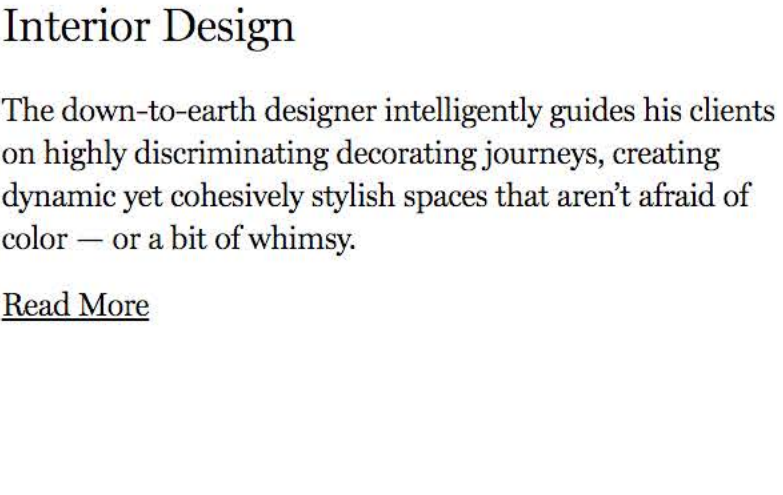 Interior Design
The down-to-earth designer intelligently guides his clients
on highly discriminating decorating journeys, creating
dynamic yet cohesively stylish spaces that aren’t afraid of
color — or a bit of whimsy.
Read More